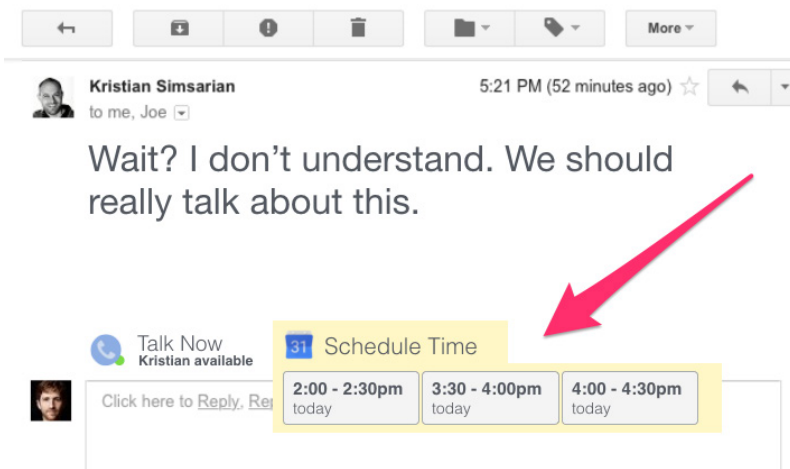 More
Kristian Simsarian
5:21 PM (52 minutes ago)
to me, Joe
Wait? I don’t understand. We should
really talk about this.
Talk Now
Kristian available
31 Schedule Time
Click here to Reply, Rep
2:00 - 2:30pm
today
3:30 - 4:00pm
today
4:00 - 4:30pm
today